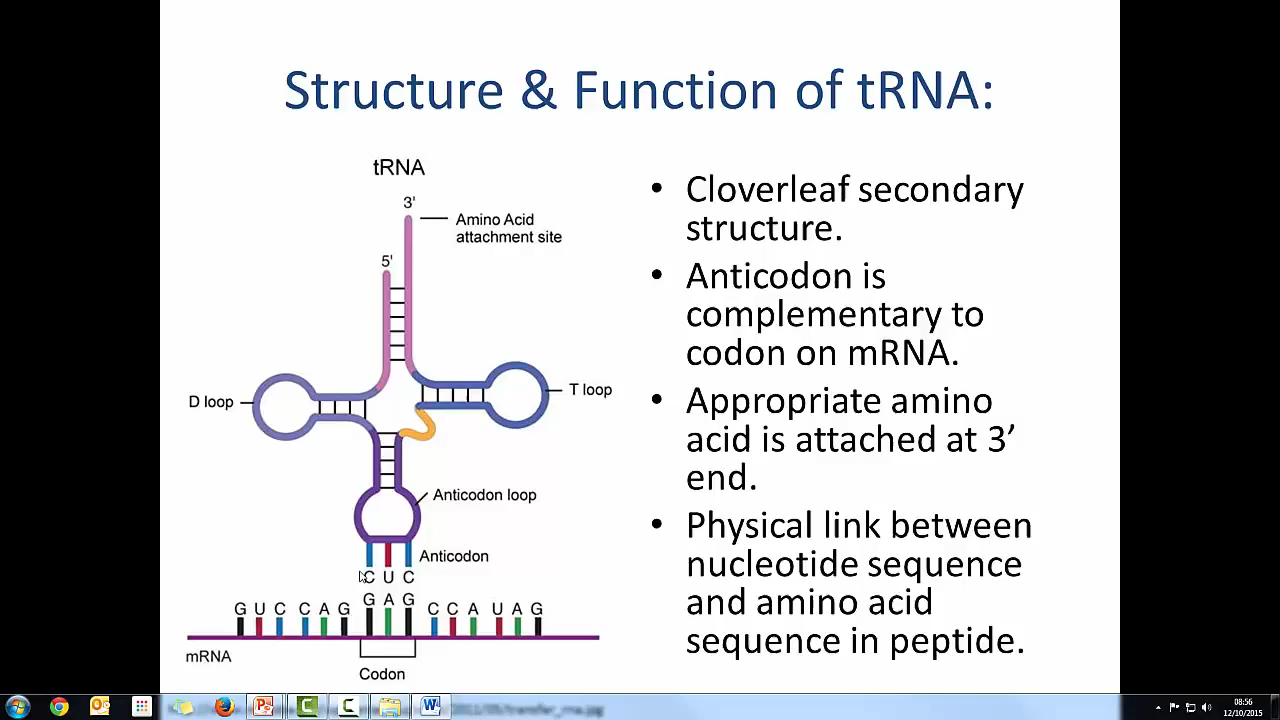 Structure & Function of tRNA:
tRNA
3'
Amino Acid
attachment site
5'
D loop
T loop
Anticodon loop
Anticodon
C U C
G A G
G U C C A G
C C A U A G
mRNA
Codon
• Cloverleaf secondary
structure.
• Anticodon is
complementary to
codon on mRNA.
• Appropriate amino
acid is attached at 3’
end.
• Physical link between
nucleotide sequence
and amino acid
sequence in peptide.
08:56
12/10/2015